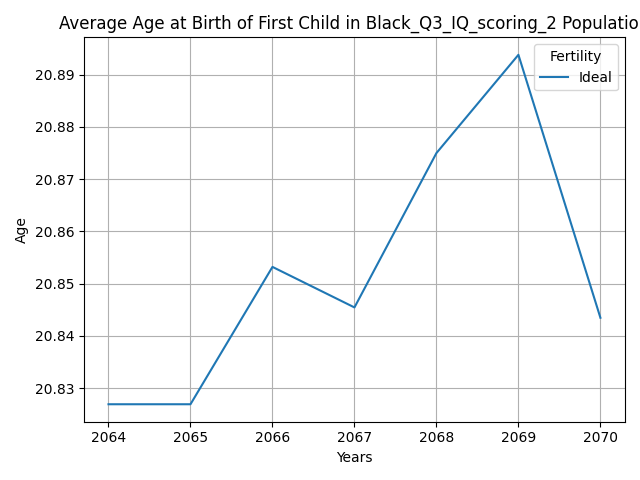 Average Age at Birth of First Child in Black_Q3_IQ_scoring_2 Populatio
Fertility
Ideal
20.89
20.88
20.87
20.86
20.85
20.84
20.83
Age
2064 2065 2066 2067 2068 2069 2070
Years